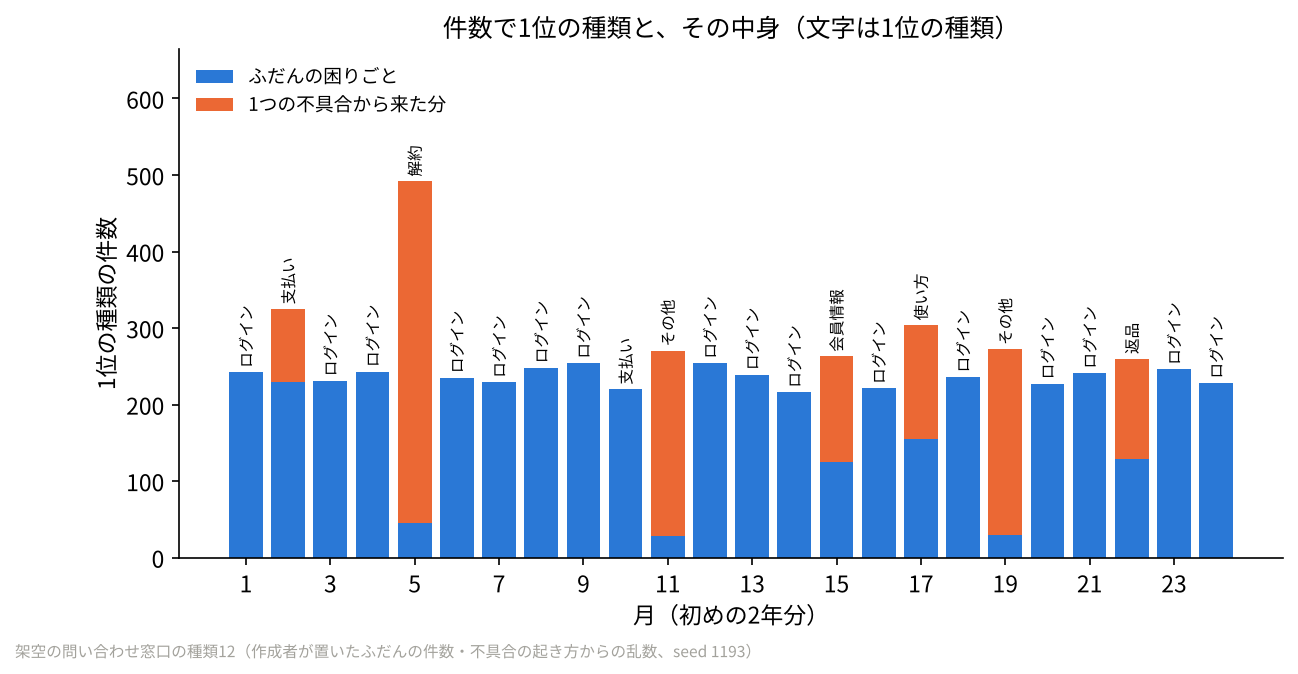 件数で1位の種類と、その中身（文字は1位の種類）
1位の種類の件数
ふだんの困りごと
1つの不具合から来た分
600
500
400
300
200
100
0
ログイン
支払い
ログイン
ログイン
解約
ログイン
ログイン
ログイン
ログイン
支払い
その他
ログイン
ログイン
ログイン
会員情報
ログイン
使い方
ログイン
その他
ログイン
ログイン
返品
ログイン
ログイン
1 3 5 7 9 11 13 15 17 19 21 23
月（初めの2年分）
架空の問い合わせ窓口の種類12（作成者が置いたふだんの件数・不具合の起き方からの乱数、seed 1193）